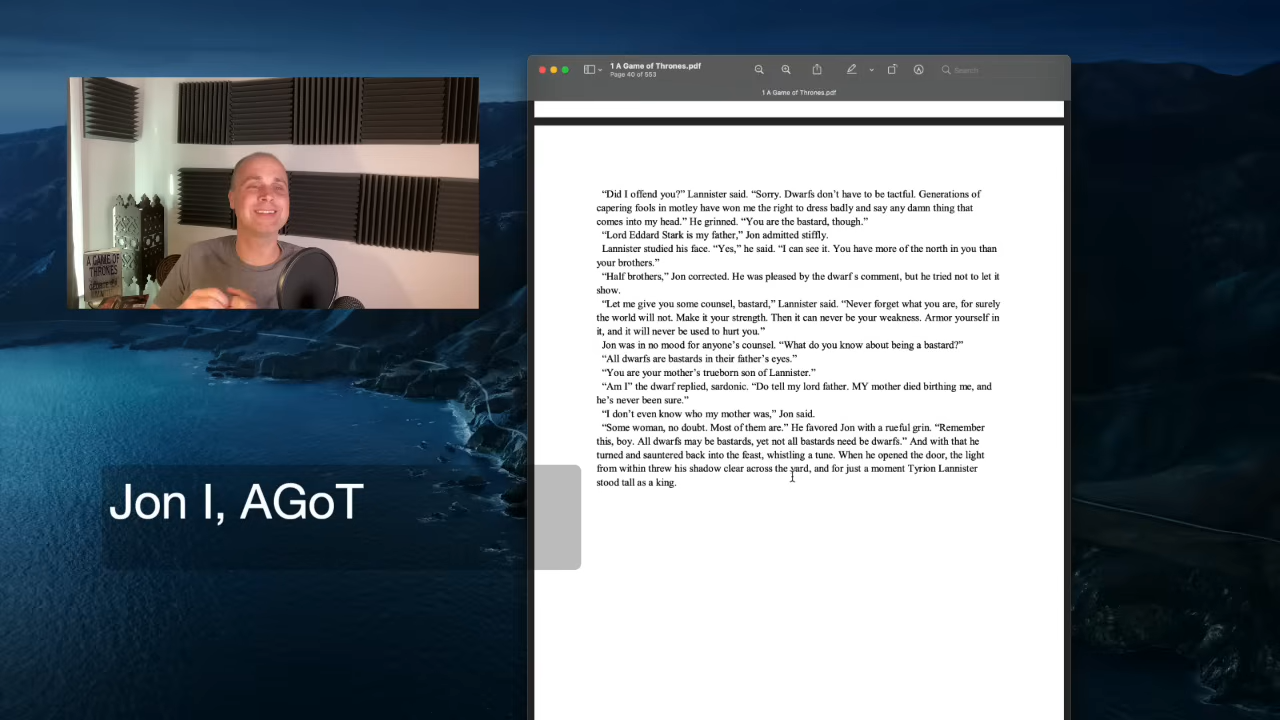 1 A Game of Thrones.pdf
Page 40 of 553
Search
1 A Game of Thrones.pdf
“Did I offend you?” Lannister said. “Sorry. Dwarfs don’t have to be tactful. Generations of
capering fools in motley have won me the right to dress badly and say any damn thing that
comes into my head.” He grinned. “You are the bastard, though.”
“Lord Eddard Stark is my father,” Jon admitted stiffly.
Lannister studied his face. “Yes,” he said. “I can see it. You have more of the north in you than
your brothers.”
“Half brothers,” Jon corrected. He was pleased by the dwarf s comment, but he tried not to let it
show.
“Let me give you some counsel, bastard,” Lannister said. “Never forget what you are, for surely
the world will not. Make it your strength. Then it can never be your weakness. Armor yourself in
it, and it will never be used to hurt you.”
Jon was in no mood for anyone’s counsel. “What do you know about being a bastard?”
“All dwarfs are bastards in their father’s eyes.”
“You are your mother’s trueborn son of Lannister.”
“Am I” the dwarf replied, sardonic. “Do tell my lord father. MY mother died birthing me, and
he’s never been sure.”
“I don’t even know who my mother was,” Jon said.
“Some woman, no doubt. Most of them are.” He favored Jon with a rueful grin. “Remember
this, boy. All dwarfs may be bastards, yet not all bastards need be dwarfs.” And with that he
turned and sauntered back into the feast, whistling a tune. When he opened the door, the light
from within threw his shadow clear across the yard, and for just a moment Tyrion Lannister
stood tall as a king.
A GAME OF
THRONES
Jon I, AGoT